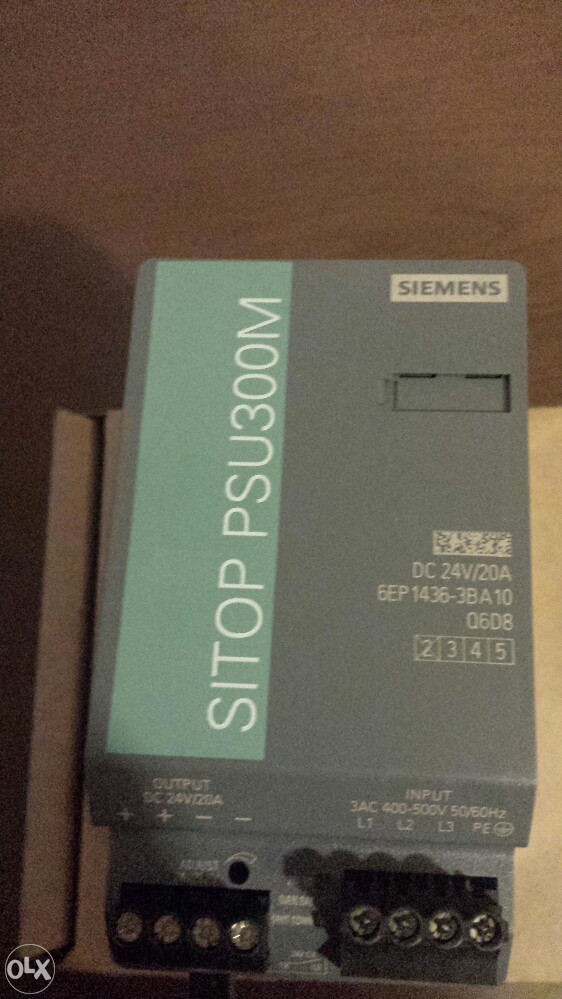 SIEMENS
SITOP PSU300M
DC 24V/20A
6EP1436-3BA10
Q6D8
2 3 4 5
OUTPUT
DC 24V/20A
+ + – –
INPUT
3AC 400-500V 50/60Hz
L1 L2 L3 PE
ADJUST
OLX